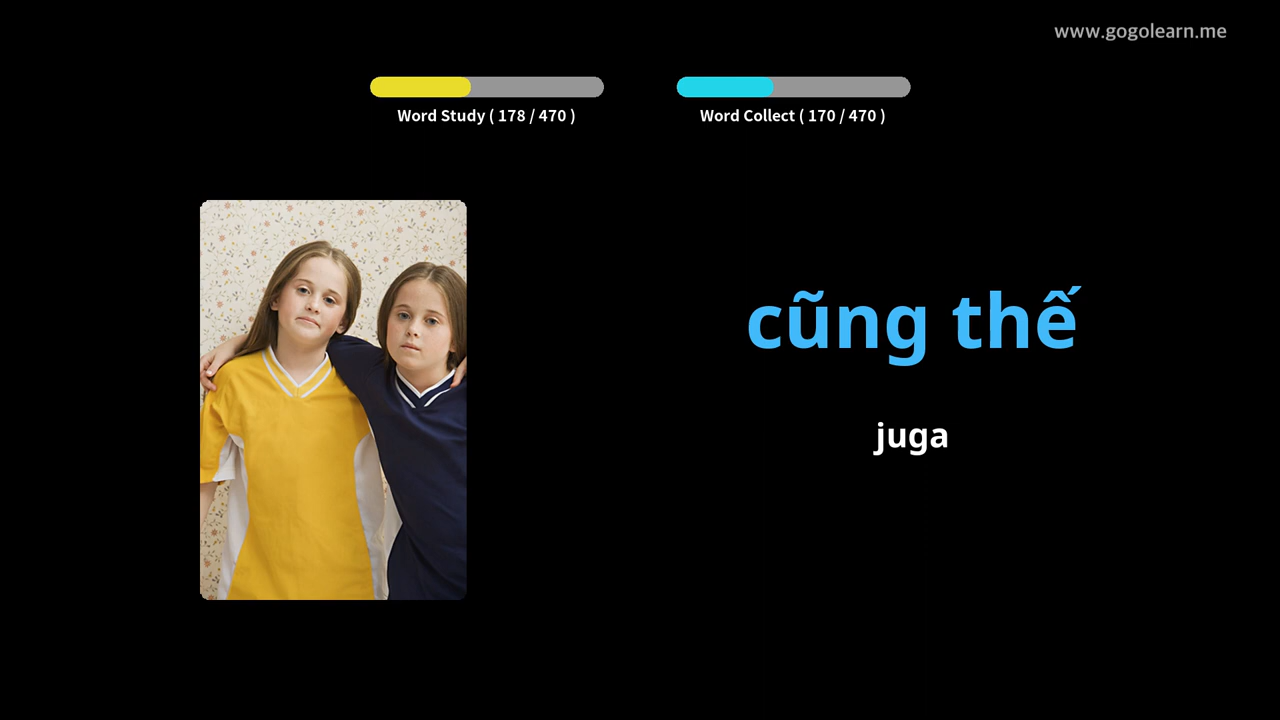 www.gogolearn.me
Word Study ( 178 / 470 )
Word Collect ( 170 / 470 )
cũng thế
juga